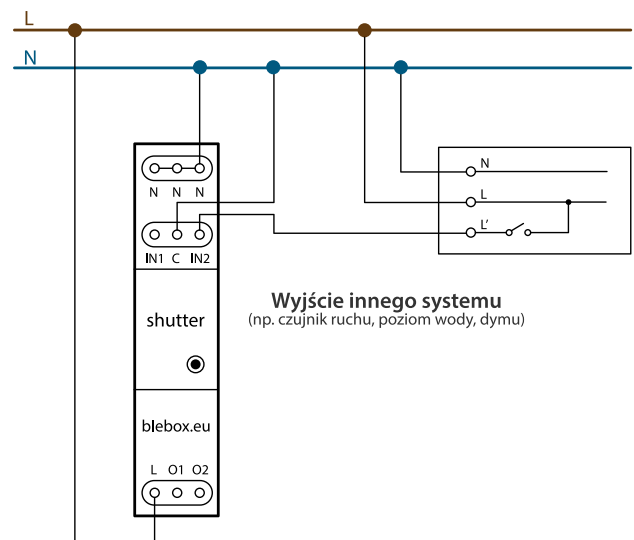 L
N
N N N
IN1 C IN2
shutter
blebox.eu
L O1 O2
N
L
L'
Wyjście innego systemu
(np. czujnik ruchu, poziom wody, dymu)